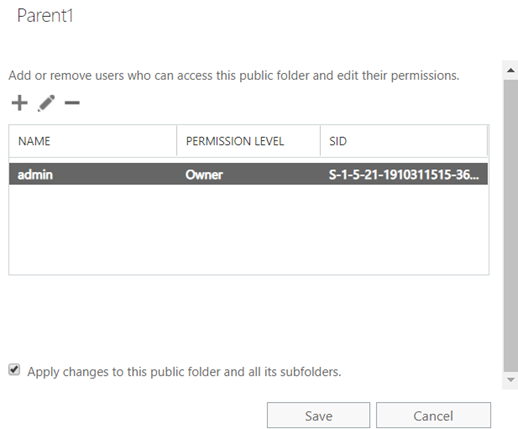 Parent1
Add or remove users who can access this public folder and edit their permissions.
NAME PERMISSION LEVEL SID
admin Owner S-1-5-21-1910311515-36...
Apply changes to this public folder and all its subfolders.
Save Cancel